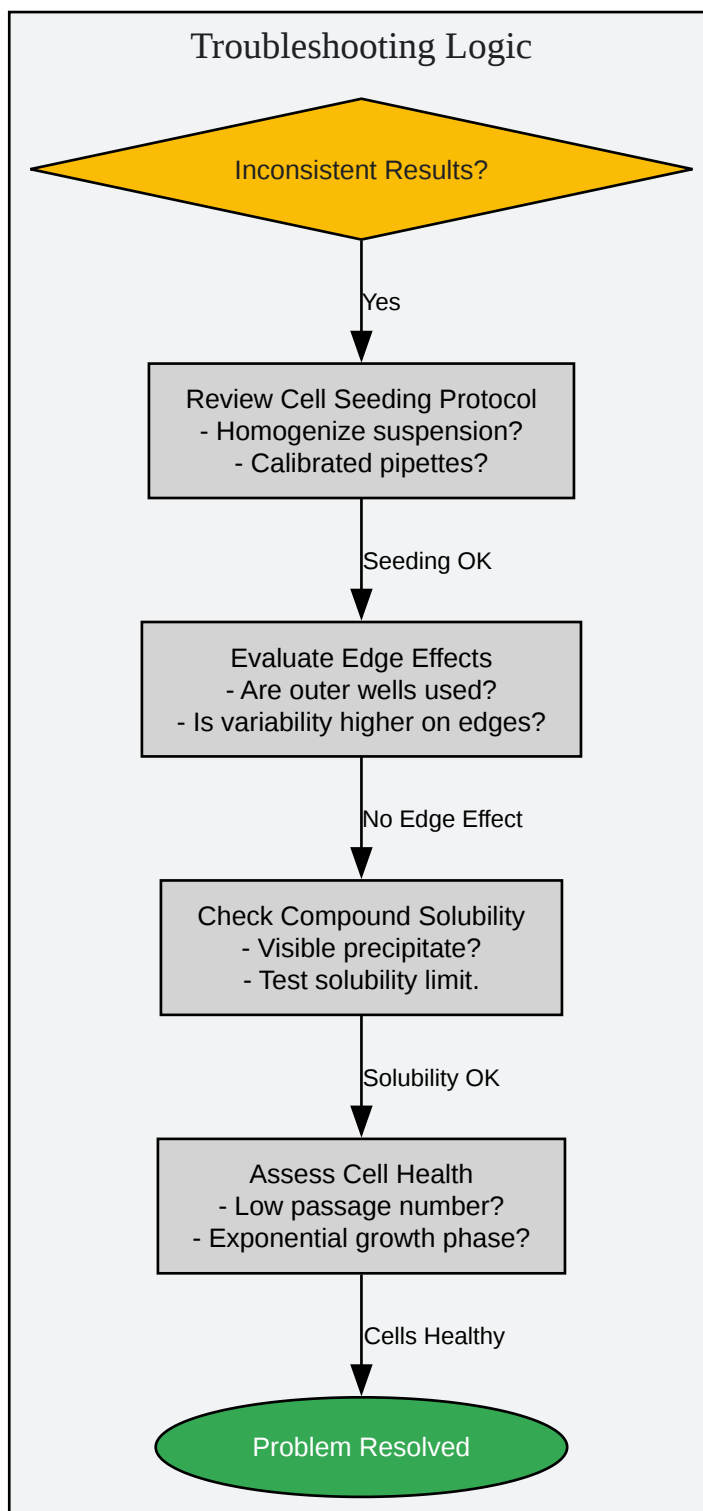 Troubleshooting Logic
Inconsistent Results?
Yes
Review Cell Seeding Protocol
- Homogenize suspension?
- Calibrated pipettes?
Seeding OK
Evaluate Edge Effects
- Are outer wells used?
- Is variability higher on edges?
No Edge Effect
Check Compound Solubility
- Visible precipitate?
- Test solubility limit.
Solubility OK
Assess Cell Health
- Low passage number?
- Exponential growth phase?
Cells Healthy
Problem Resolved